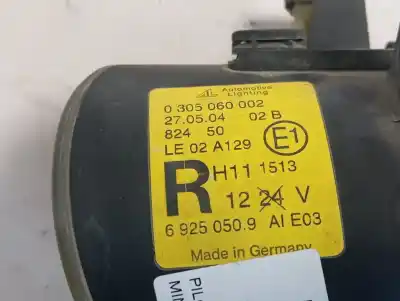 Automotive
Lighting
0 305 060 002
27.05.04 02 B
824 50
LE 02 A129 E1
R H11 1513
12 24 V
6 925 050.9 AI E03
Made in Germany